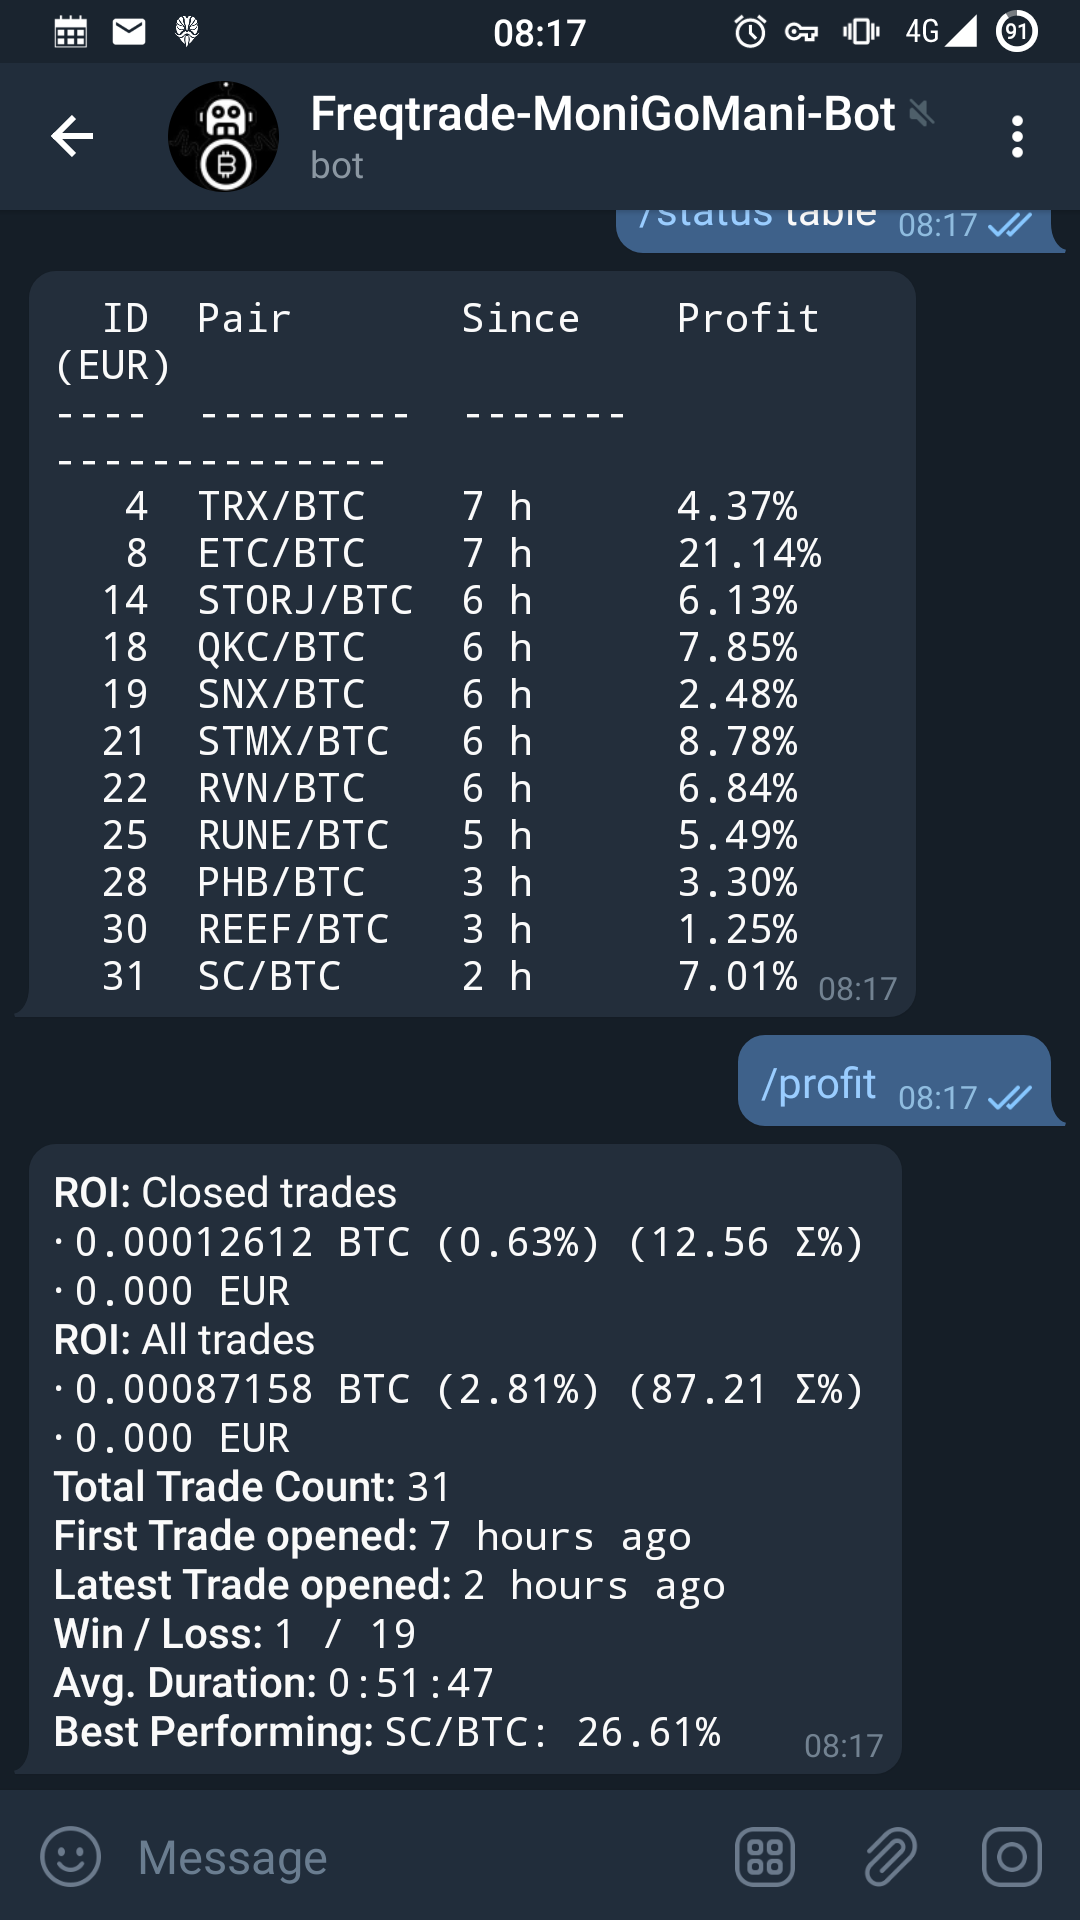 08:17
4G
91
Freqtrade-MoniGoMani-Bot
bot
/status table 08:17
ID Pair Since Profit
(EUR)
---- --------- -------
--------------
4 TRX/BTC 7 h 4.37%
8 ETC/BTC 7 h 21.14%
14 STORJ/BTC 6 h 6.13%
18 QKC/BTC 6 h 7.85%
19 SNX/BTC 6 h 2.48%
21 STMX/BTC 6 h 8.78%
22 RVN/BTC 6 h 6.84%
25 RUNE/BTC 5 h 5.49%
28 PHB/BTC 3 h 3.30%
30 REEF/BTC 3 h 1.25%
31 SC/BTC 2 h 7.01% 08:17
/profit 08:17
ROI: Closed trades
∙ 0.00012612 BTC (0.63%) (12.56 Σ%)
∙ 0.000 EUR
ROI: All trades
∙ 0.00087158 BTC (2.81%) (87.21 Σ%)
∙ 0.000 EUR
Total Trade Count: 31
First Trade opened: 7 hours ago
Latest Trade opened: 2 hours ago
Win / Loss: 1 / 19
Avg. Duration: 0:51:47
Best Performing: SC/BTC: 26.61% 08:17
Message